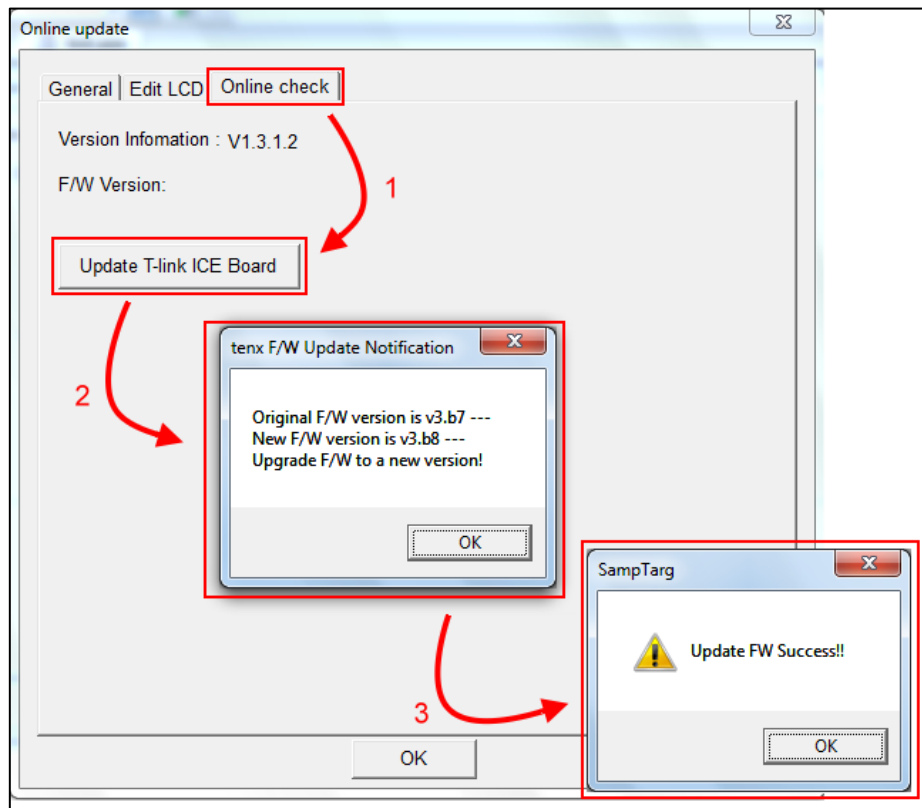 Online update
General
Edit LCD
Online check
Version Infomation : V1.3.1.2
1
F/W Version:
Update T-link ICE Board
2
tenx F/W Update Notification
Original F/W version is v3.b7 ---
New F/W version is v3.b8 ---
Upgrade F/W to a new version!
OK
3
SampTarg
Update FW Success!!
OK
OK